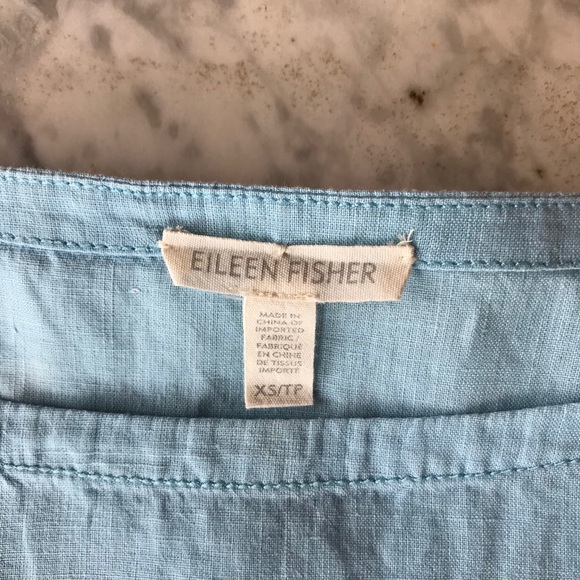 EILEEN FISHER
MADE IN
CHINA OF
IMPORTED
FABRIC/
FABRIQUÉ
EN CHINE
DE TISSUS
IMPORTÉ
XS/TP